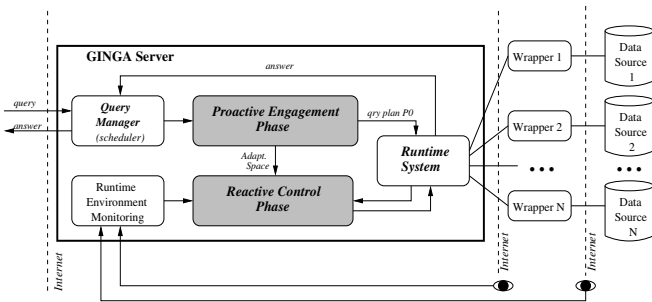 GINGA Server
answer
query
answer
Query
Manager
(scheduler)
Proactive Engagement
Phase
qry plan P0
Adapt.
Space
Runtime
System
Runtime
Environment
Monitoring
Reactive Control
Phase
Wrapper 1
Wrapper 2
• • •
Wrapper N
Data
Source
1
Data
Source
2
• • •
Data
Source
N
Internet
Internet
Internet